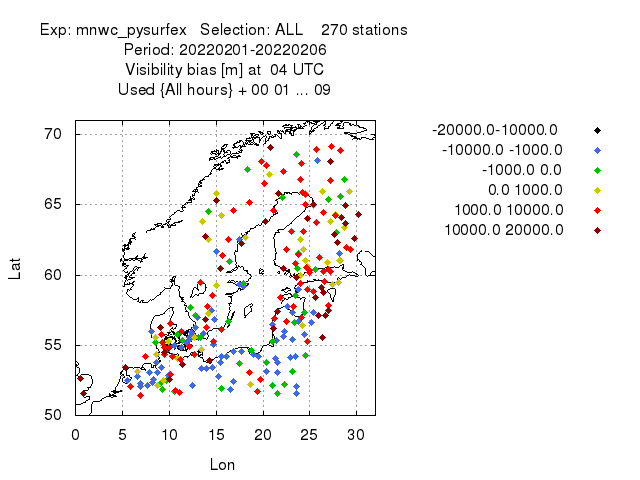 Exp: mnwc_pysurfex   Selection: ALL    270 stations
Period: 20220201-20220206
Visibility bias [m] at  04 UTC
Used {All hours} + 00 01 ... 09
70
65
60
55
50
0 5 10 15 20 25 30
Lat
Lon
-20000.0-10000.0
-10000.0 -1000.0
-1000.0 0.0
0.0 1000.0
1000.0 10000.0
10000.0 20000.0